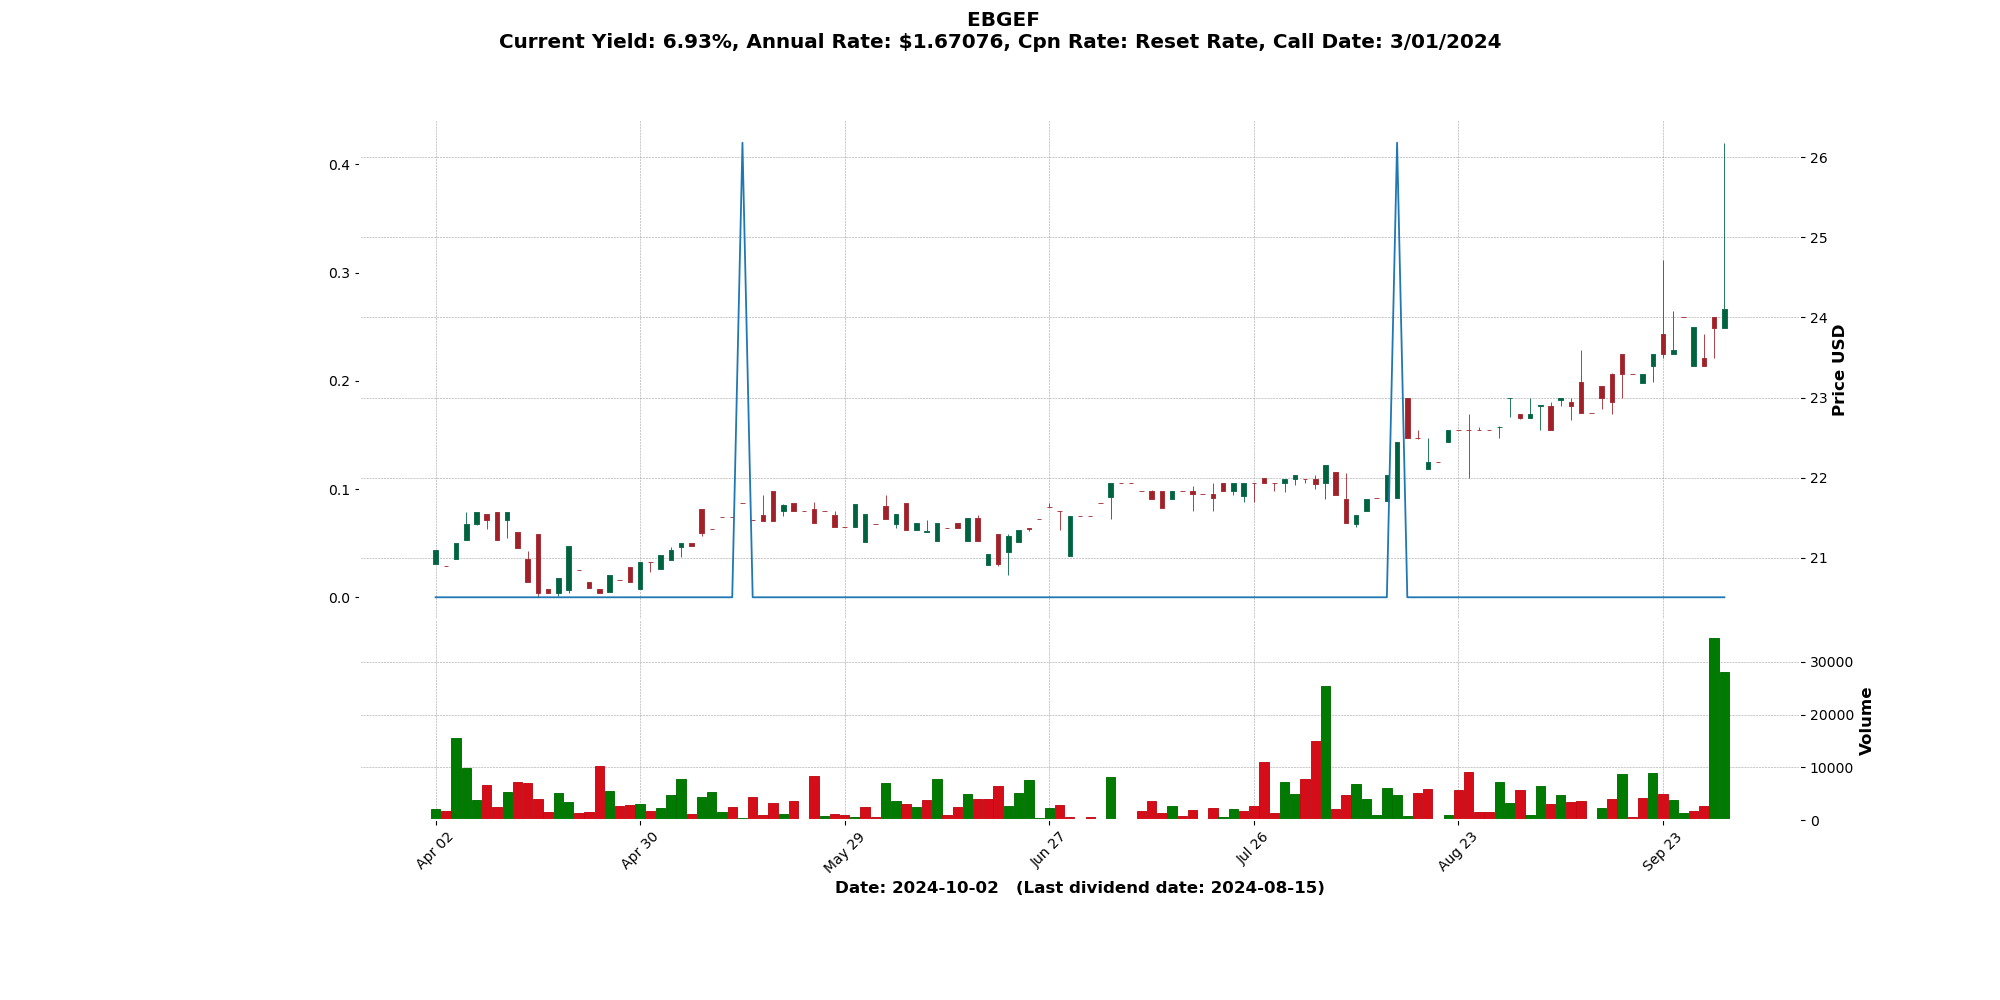 EBGEF
Current Yield: 6.93%, Annual Rate: $1.67076, Cpn Rate: Reset Rate, Call Date: 3/01/2024
0.4
0.3
0.2
0.1
0.0
26
25
24
23
22
21
Price USD
30000
20000
10000
0
Volume
Apr 02
Apr 30
May 29
Jun 27
Jul 26
Aug 23
Sep 23
Date: 2024-10-02 (Last dividend date: 2024-08-15)